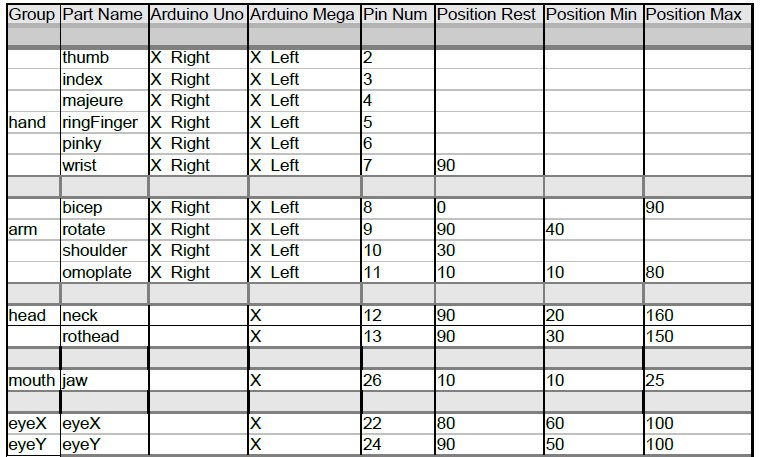 Group Part Name Arduino Uno Arduino Mega Pin Num Position Rest Position Min Position Max
thumb X Right X Left 2
index X Right X Left 3
majeure X Right X Left 4
hand ringFinger X Right X Left 5
pinky X Right X Left 6
wrist X Right X Left 7 90
bicep X Right X Left 8 0 90
arm rotate X Right X Left 9 90 40
shoulder X Right X Left 10 30
omoplate X Right X Left 11 10 10 80
head neck X 12 90 20 160
rothead X 13 90 30 150
mouth jaw X 26 10 10 25
eyeX eyeX X 22 80 60 100
eyeY eyeY X 24 90 50 100